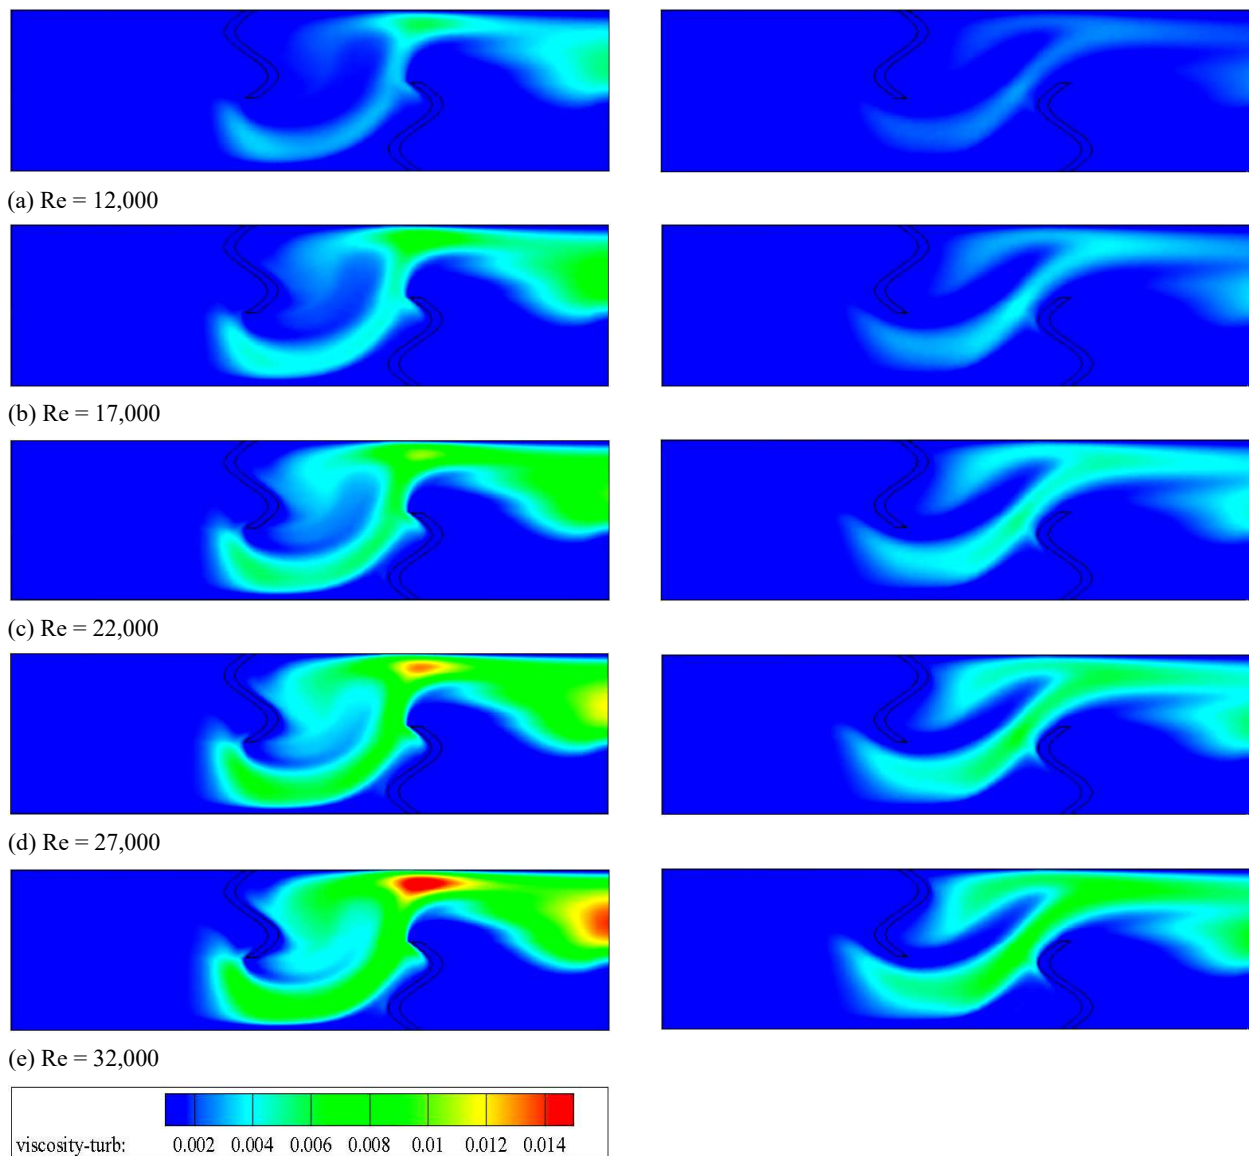 (a) Re = 12,000
(b) Re = 17,000
(c) Re = 22,000
(d) Re = 27,000
(e) Re = 32,000
viscosity-turb: 0.002 0.004 0.006 0.008 0.01 0.012 0.014